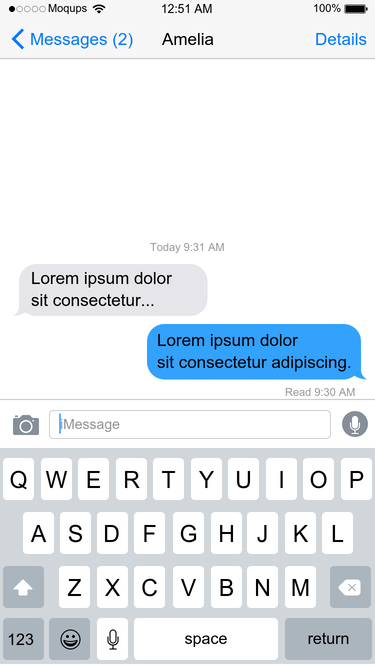 Moqups 12:51 AM 100%
Messages (2) Amelia Details
Today 9:31 AM
Lorem ipsum dolor
sit consectetur...
Lorem ipsum dolor
sit consectetur adipiscing.
Read 9:30 AM
iMessage
Q W E R T Y U I O P
A S D F G H J K L
Z X C V B N M
123 space return